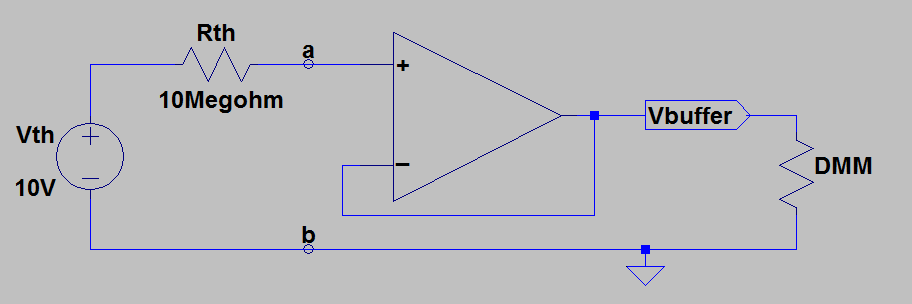 Rth
a
+
10Megohm
Vth
+
Vbuffer
DMM
−
10V
−
b